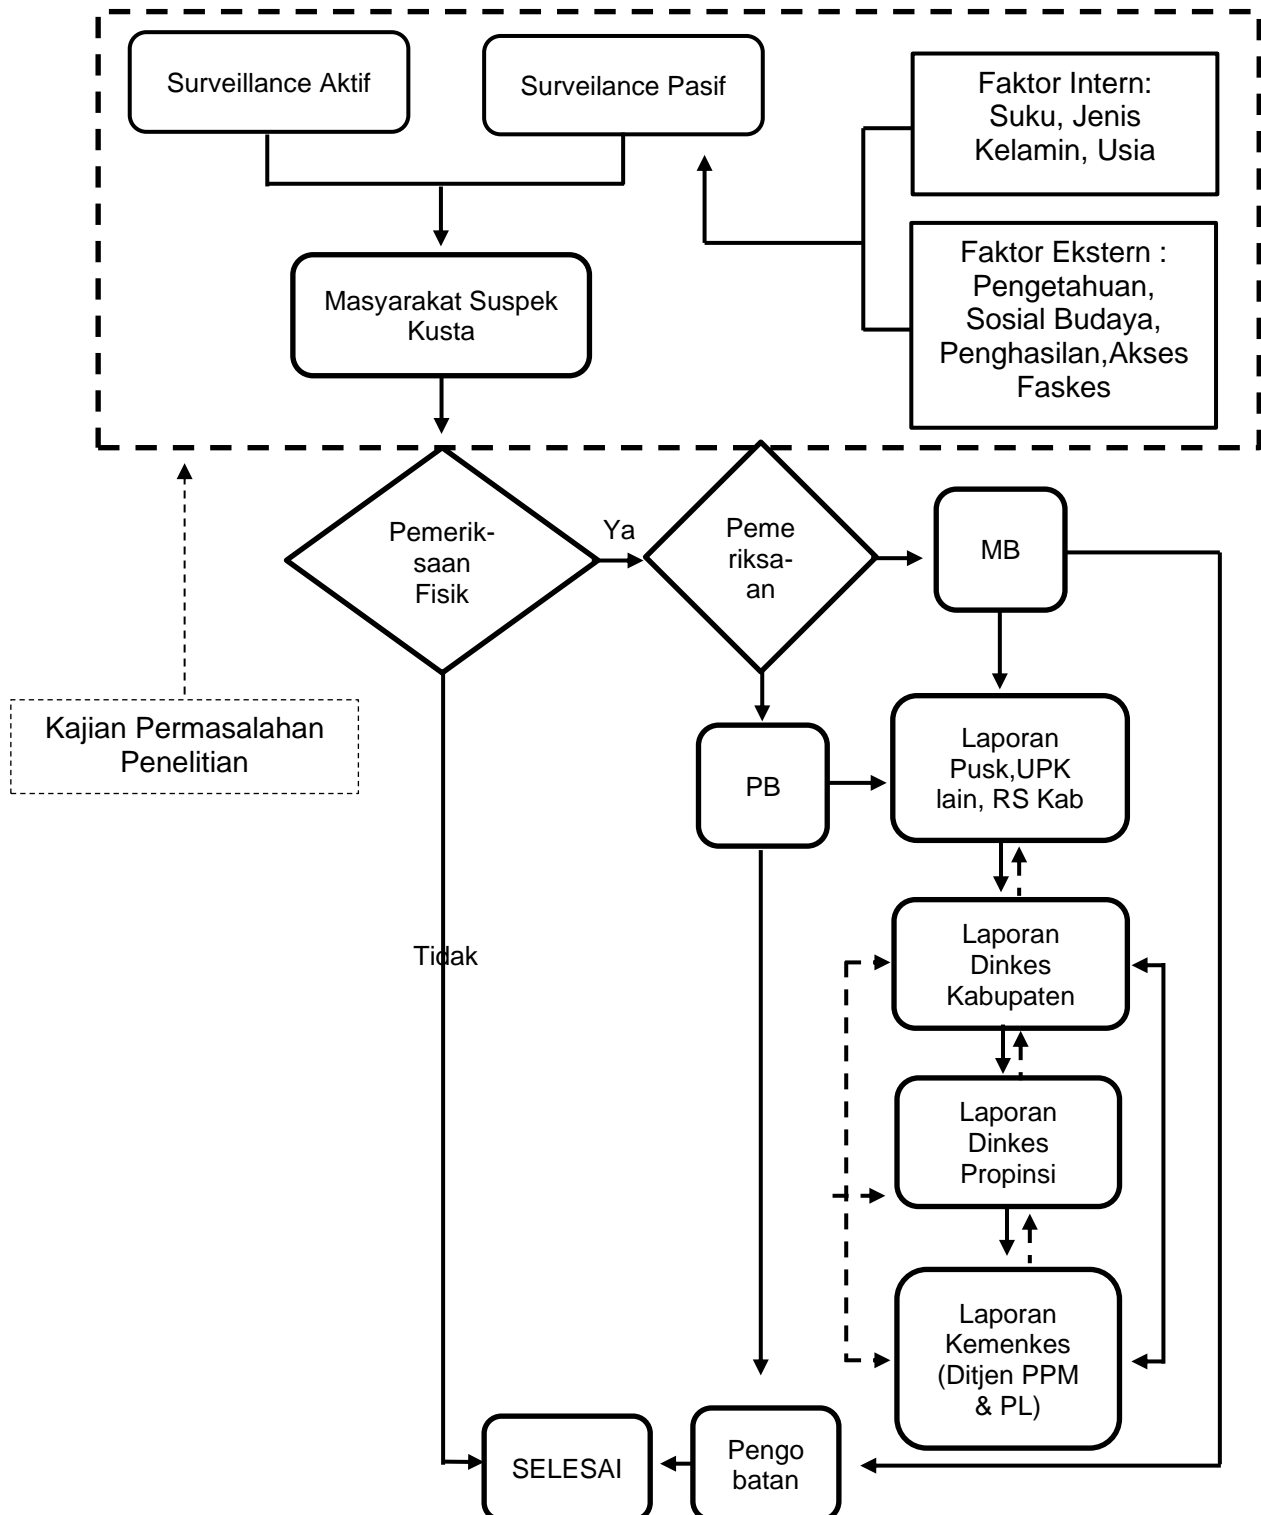 Surveillance Aktif
Surveilance Pasif
Faktor Intern:
Suku, Jenis
Kelamin, Usia
Faktor Ekstern :
Pengetahuan,
Sosial Budaya,
Penghasilan,Akses
Faskes
Masyarakat Suspek
Kusta
Pemerik-
saan
Fisik
Ya
Peme
riksa-
an
MB
Kajian Permasalahan
Penelitian
PB
Laporan
Pusk,UPK
lain, RS Kab
Tidak
Laporan
Dinkes
Kabupaten
Laporan
Dinkes
Propinsi
Laporan
Kemenkes
(Ditjen PPM
& PL)
SELESAI
Pengo
batan